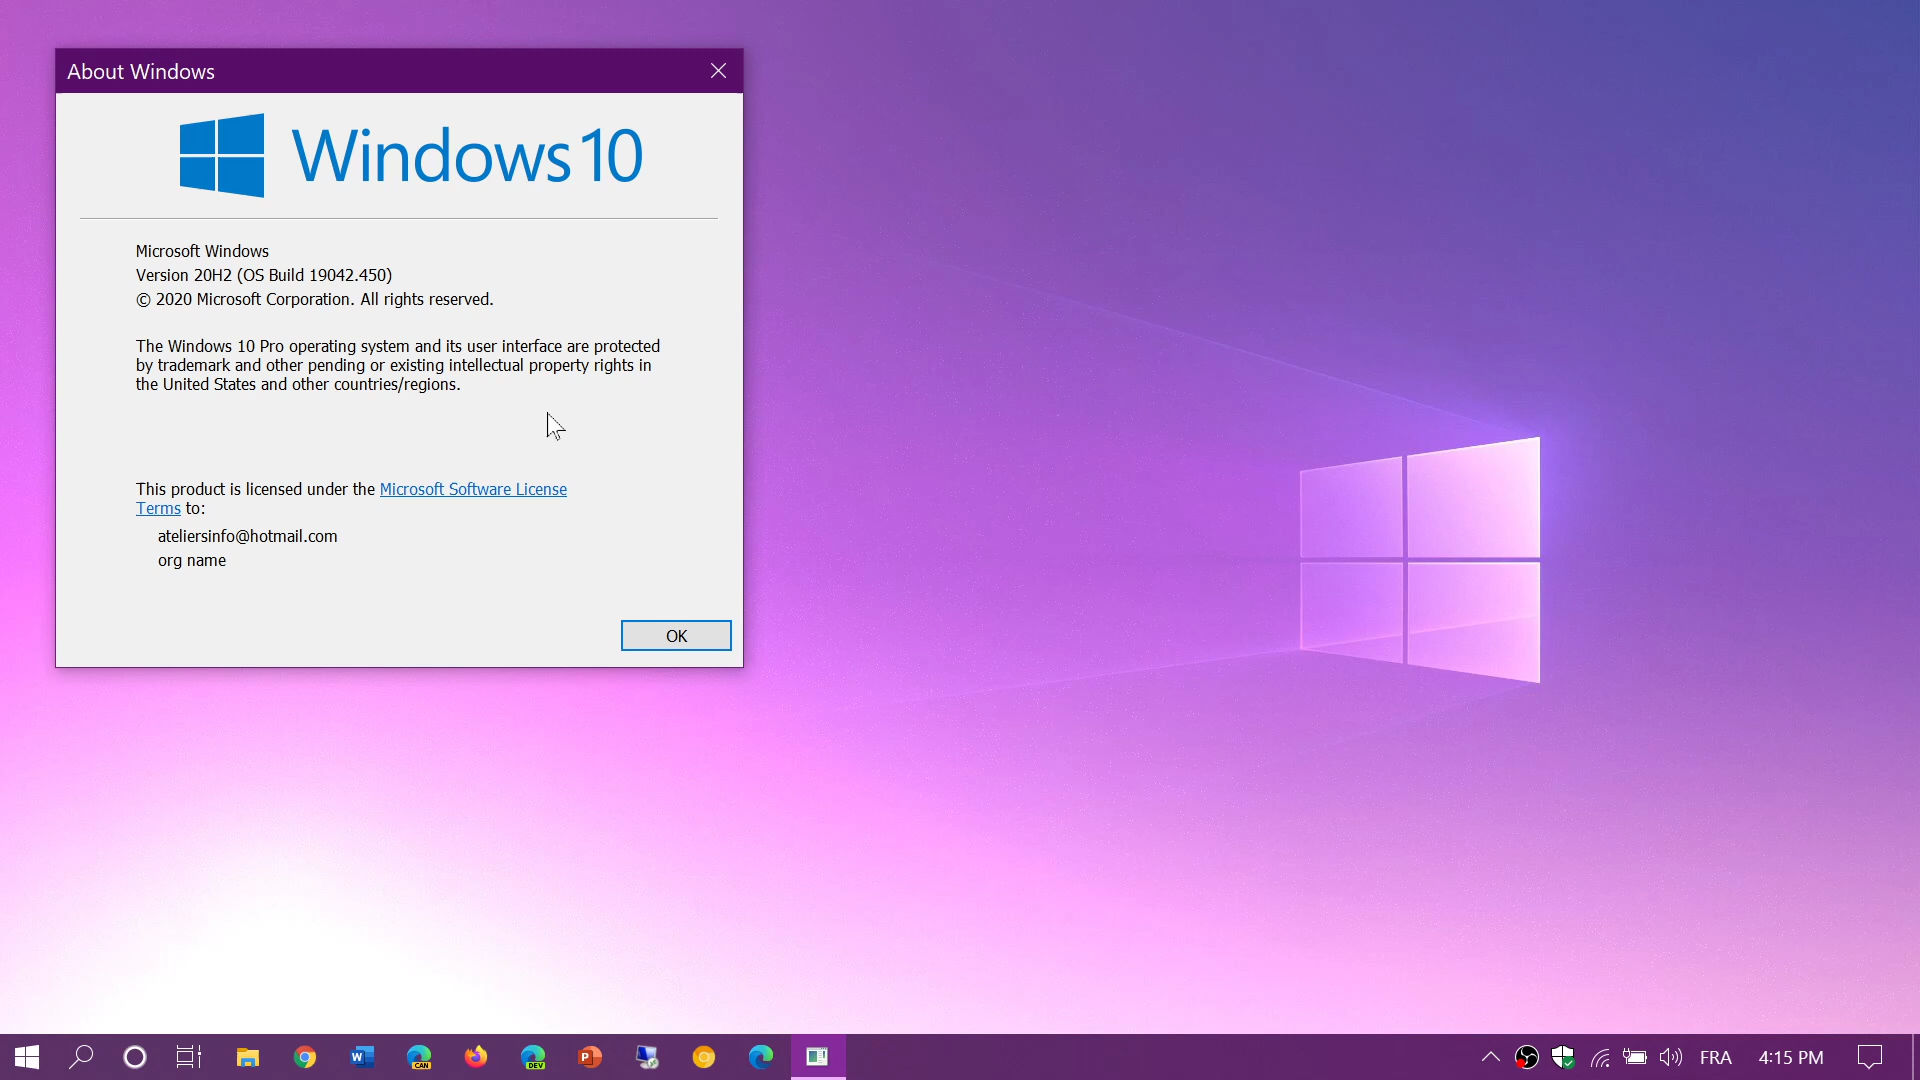 About Windows
Windows 10
Microsoft Windows
Version 20H2 (OS Build 19042.450)
© 2020 Microsoft Corporation. All rights reserved.
The Windows 10 Pro operating system and its user interface are protected
by trademark and other pending or existing intellectual property rights in
the United States and other countries/regions.
This product is licensed under the Microsoft Software License
Terms to:
ateliersinfo@hotmail.com
org name
OK
W
CAN
DEV
P
FRA
4:15 PM